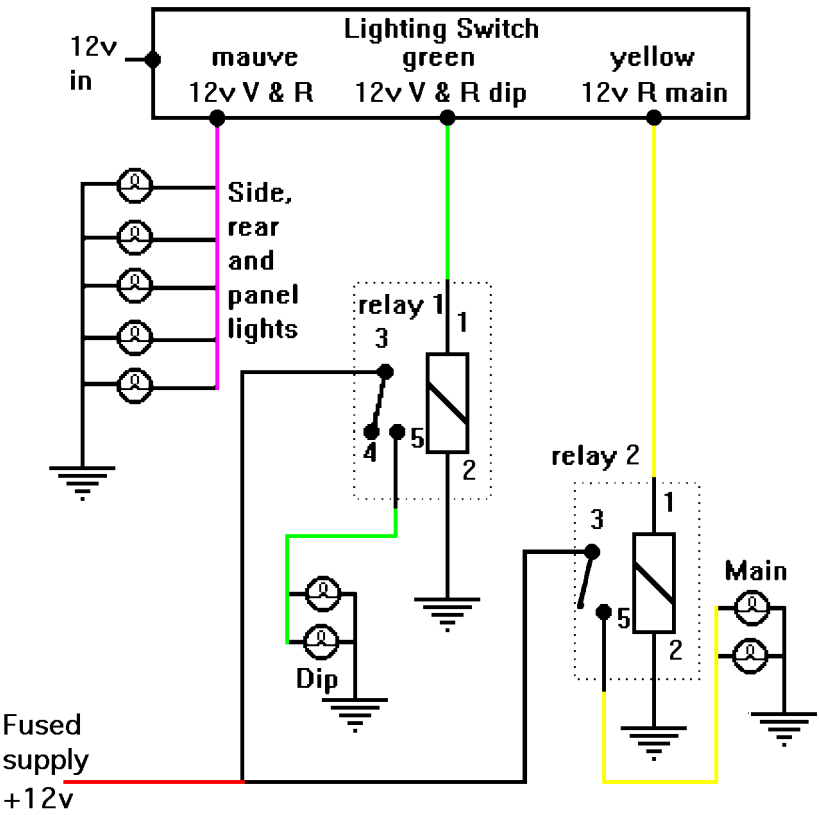 Lighting Switch
12v
in
mauve
green
yellow
12v V & R
12v V & R dip
12v R main
Side,
rear
and
panel
lights
relay 1
1
3
4
5
2
relay 2
1
3
5
2
Main
Dip
Fused
supply
+12v